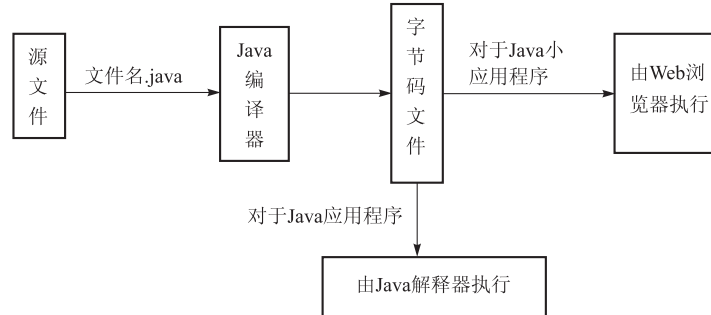 源
文
件
文件名.java
Java
编
译
器
字
节
码
文
件
对于Java小
应用程序
由Web浏
览器执行
对于Java应用程序
由Java解释器执行